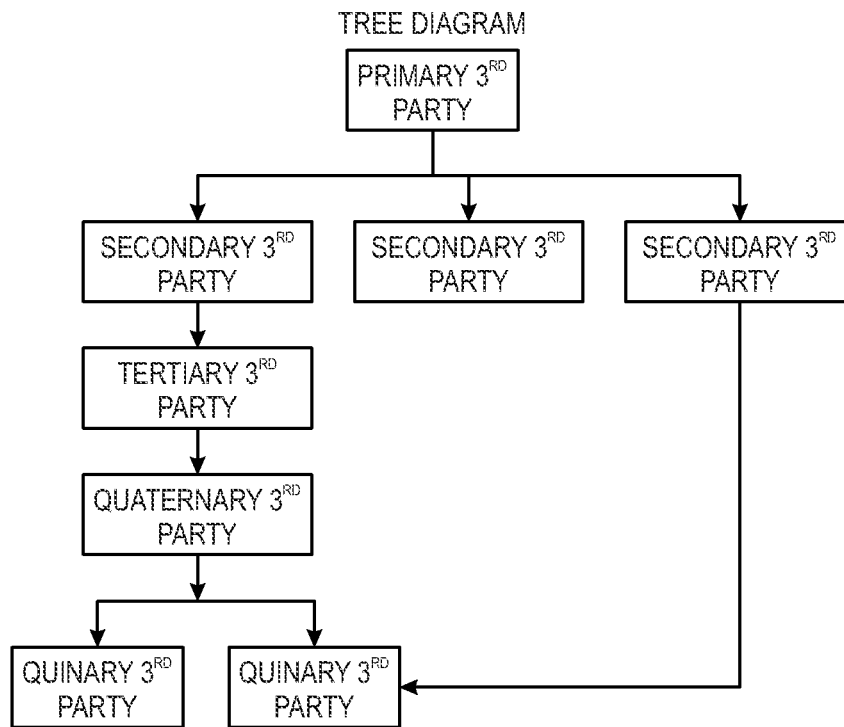 TREE DIAGRAM
PRIMARY 3RD
PARTY
SECONDARY 3RD
PARTY
SECONDARY 3RD
PARTY
SECONDARY 3RD
PARTY
TERTIARY 3RD
PARTY
QUATERNARY 3RD
PARTY
QUINARY 3RD
PARTY
QUINARY 3RD
PARTY